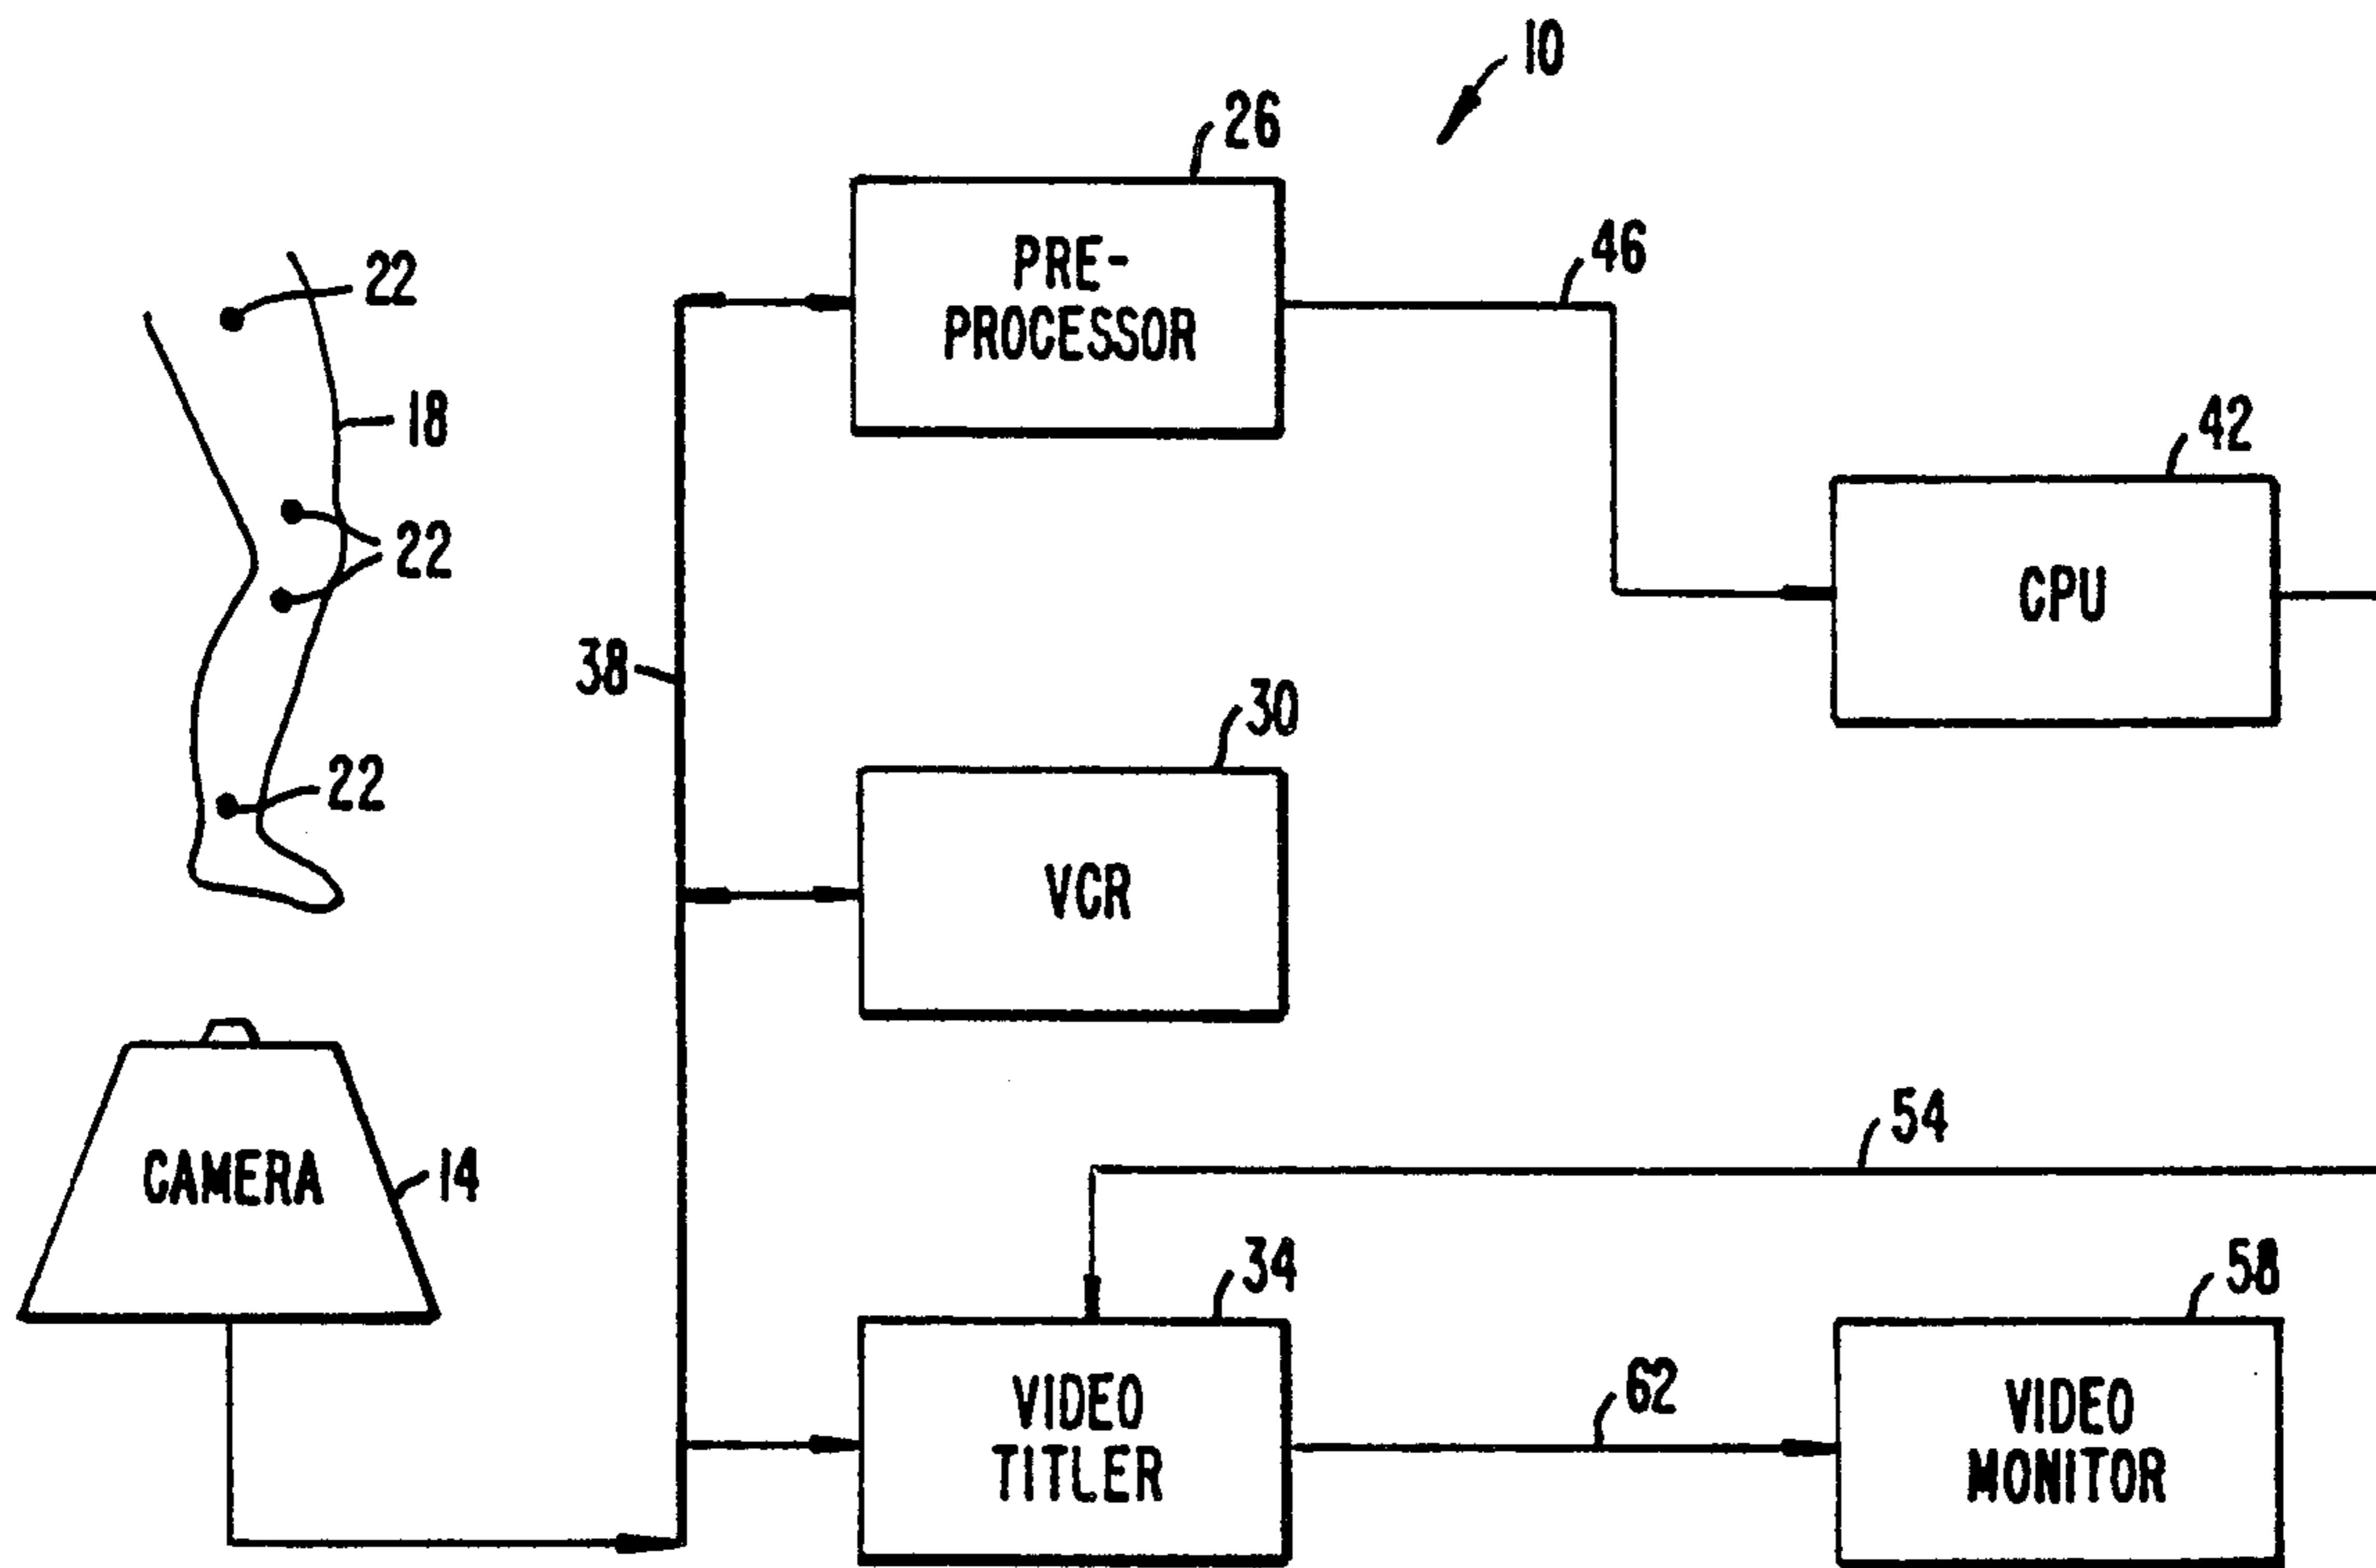 10
26
PRE-
PROCESSOR
46
22
18
42
CPU
22
38
30
VCR
22
54
CAMERA
14
34
VIDEO
TITLER
62
58
VIDEO
MONITOR